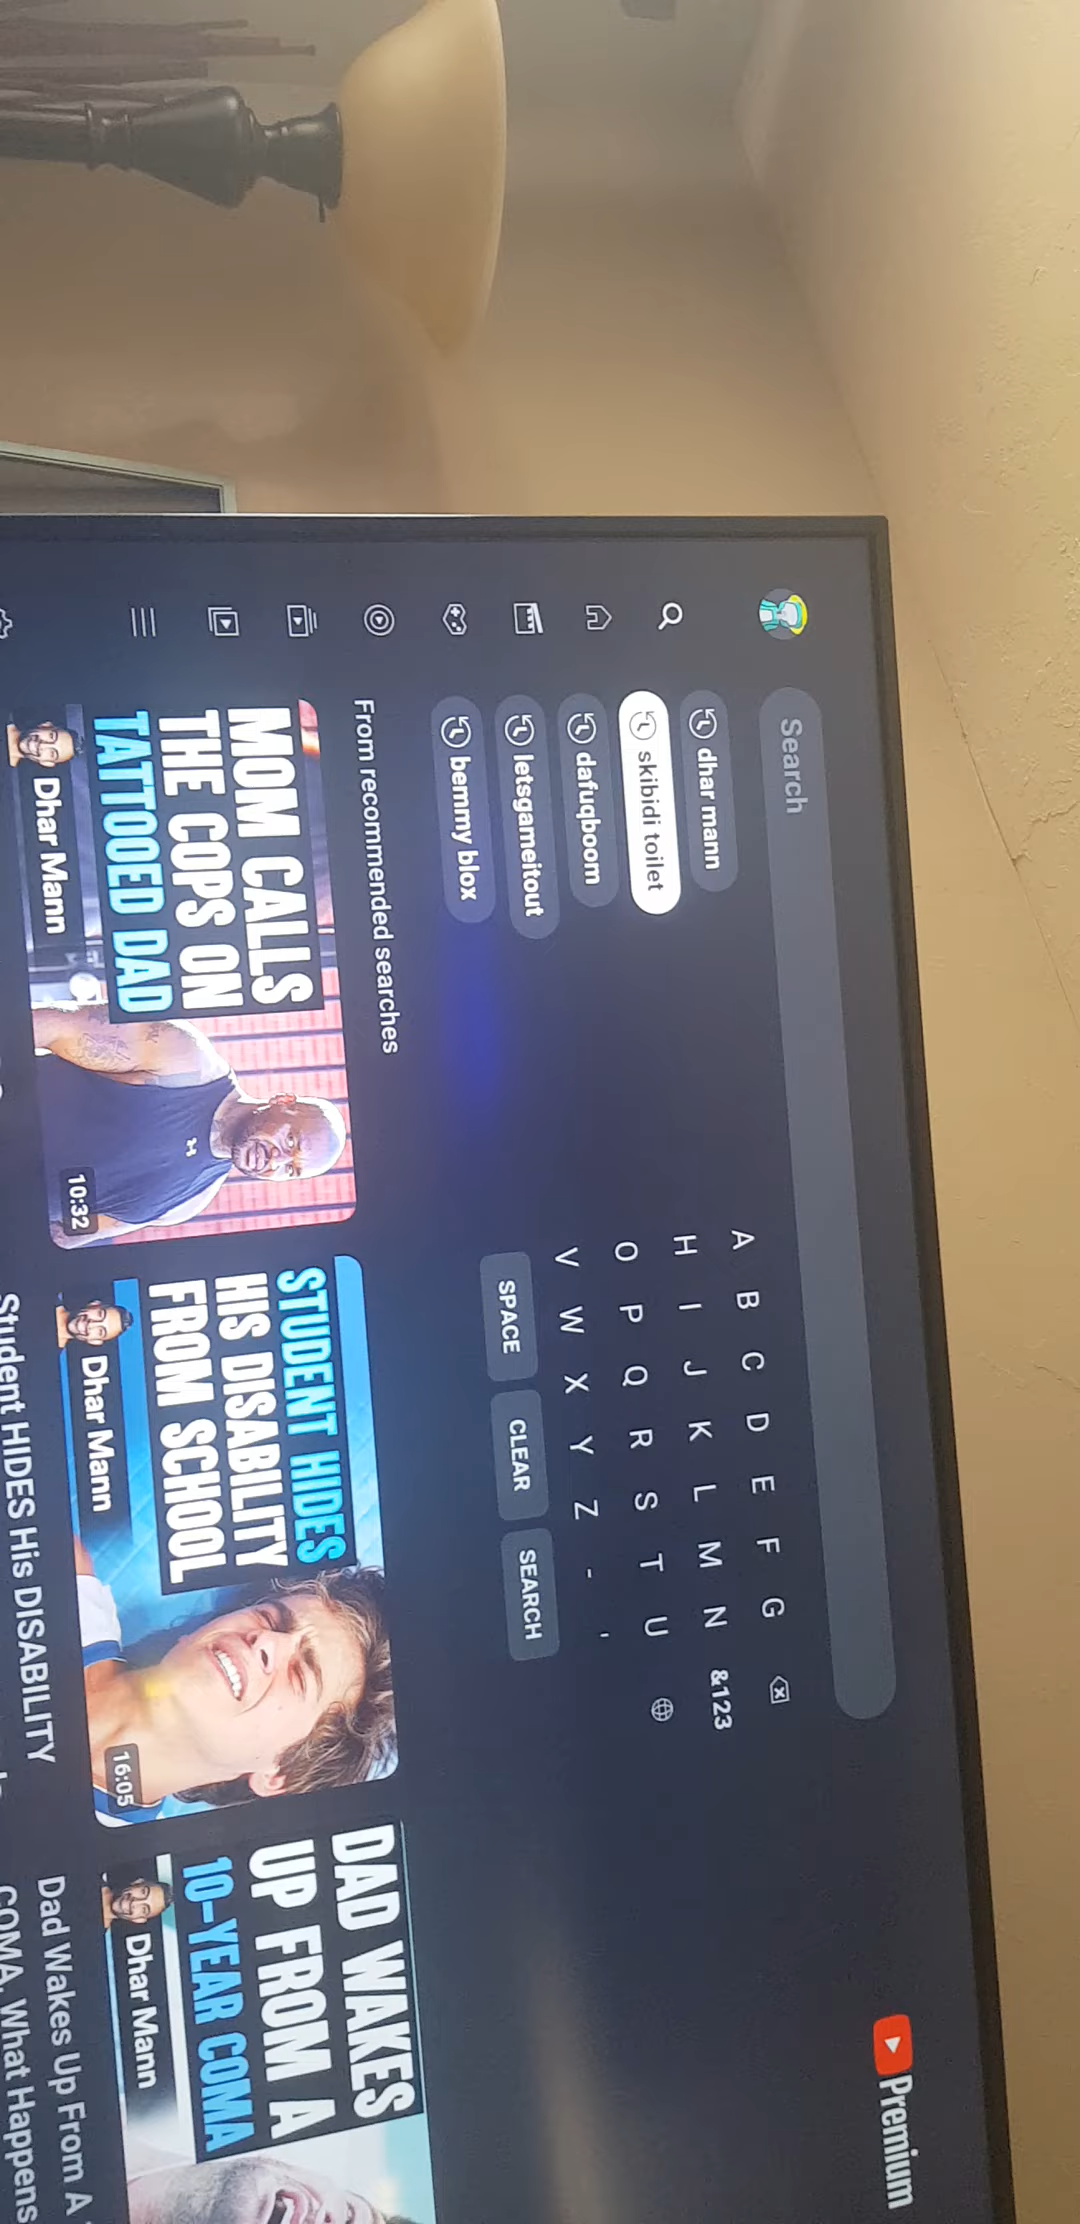 Premium
Search
dhar mann
skibidi toilet
dafuqboom
letsgameitout
bemmy blox
A B C D E F G
H I J K L M N &123
O P Q R S T U
V W X Y Z - '
SPACE CLEAR SEARCH
From recommended searches
MOM CALLS
THE COPS ON
TATTOOED DAD
Dhar Mann
10:32
STUDENT HIDES
HIS DISABILITY
FROM SCHOOL
Dhar Mann
16:05
Student HIDES His DISABILITY
DAD WAKES
UP FROM A
10-YEAR COMA
Dhar Mann
Dad Wakes Up From A
COMA, What Happens